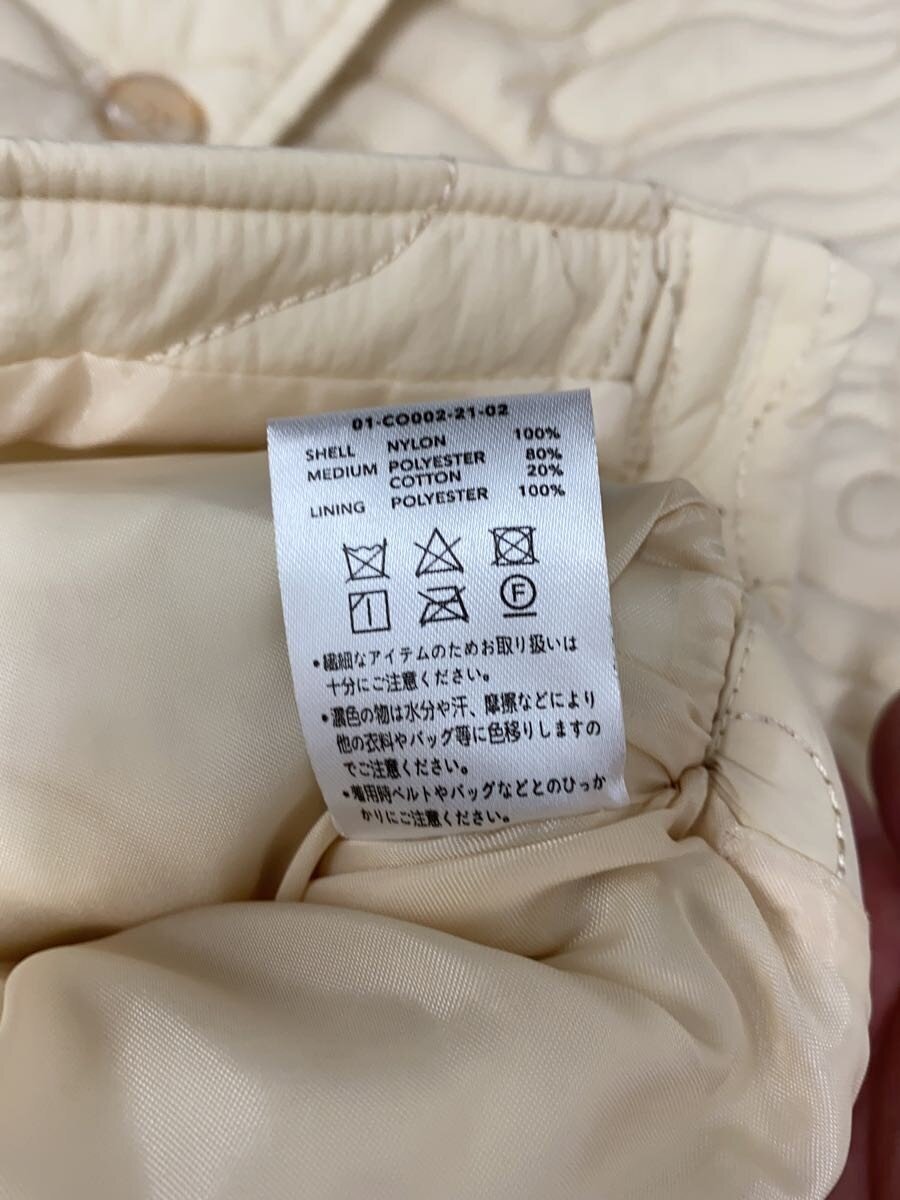 01-CO002-21-02
SHELL NYLON 100%
MEDIUM POLYESTER 80%
COTTON 20%
LINING POLYESTER 100%
F
・繊細なアイテムのためお取り扱いは
十分にご注意ください。
・濃色の物は水分や汗、摩擦などにより
他の衣料やバッグ等に色移りしますの
でご注意ください。
・着用時ベルトやバッグなどとのひっか
かりにご注意ください。